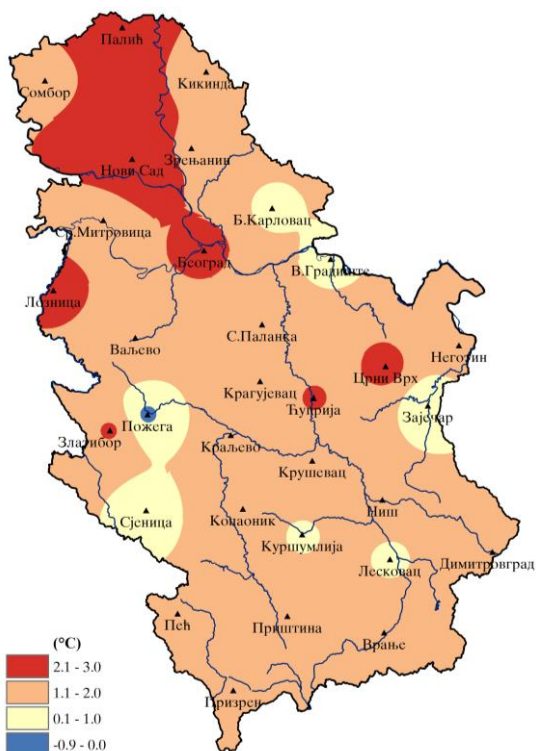 Палић
Сомбор
Кикинда
Нови Сад
Зрењанин
Б.Карловац
Ср.Митровица
Београд
В.Градиште
Лозница
Ваљево
С.Паланка
Неготин
Црни Врх
Крагујевац
Ћуприја
Зајечар
Пожега
Златибор
Краљево
Крушевац
Сјеница
Копаоник
Ниш
Куршумлија
Лесковац
Димитровград
Пећ
Приштина
Врање
Призрен
(°C)
2.1 - 3.0
1.1 - 2.0
0.1 - 1.0
-0.9 - 0.0